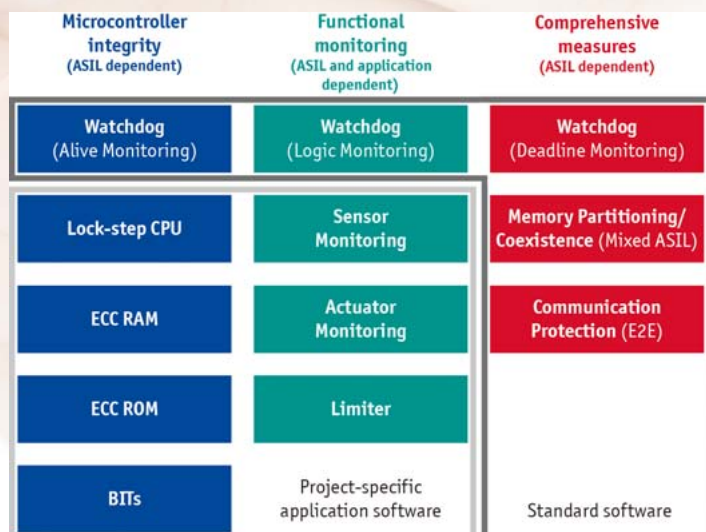 Microcontroller
integrity
(ASIL dependent)
Functional
monitoring
(ASIL and application
dependent)
Comprehensive
measures
(ASIL dependent)
Watchdog
(Alive Monitoring)
Watchdog
(Logic Monitoring)
Watchdog
(Deadline Monitoring)
Lock-step CPU
Sensor
Monitoring
Memory Partitioning/
Coexistence (Mixed ASIL)
ECC RAM
Actuator
Monitoring
Communication
Protection (E2E)
ECC ROM
Limiter
BITs
Project-specific
application software
Standard software